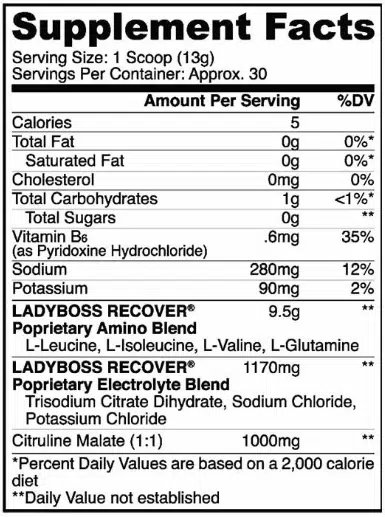 Supplement Facts
Serving Size: 1 Scoop (13g)
Servings Per Container: Approx. 30
Amount Per Serving %DV
Calories 5
Total Fat 0g 0%*
Saturated Fat 0g 0%*
Cholesterol 0mg 0%
Total Carbohydrates 1g <1%*
Total Sugars 0g **
Vitamin B6 .6mg 35%
(as Pyridoxine Hydrochloride)
Sodium 280mg 12%
Potassium 90mg 2%
LADYBOSS RECOVER® 9.5g **
Poprietary Amino Blend
L-Leucine, L-Isoleucine, L-Valine, L-Glutamine
LADYBOSS RECOVER® 1170mg **
Poprietary Electrolyte Blend
Trisodium Citrate Dihydrate, Sodium Chloride,
Potassium Chloride
Citruline Malate (1:1) 1000mg **
*Percent Daily Values are based on a 2,000 calorie
diet
**Daily Value not established